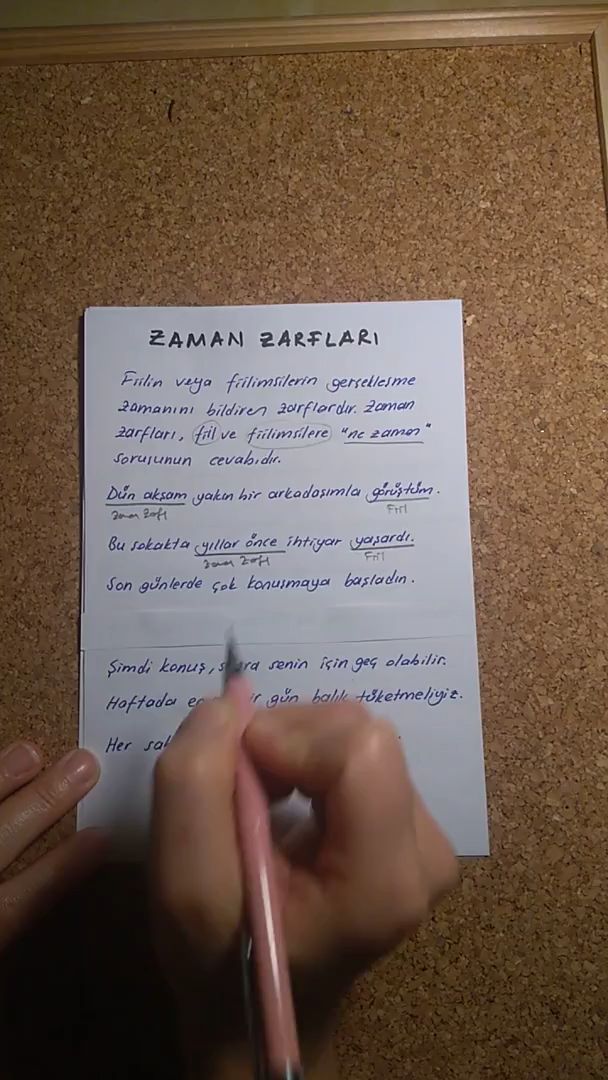 ZAMAN ZARFLARI
Fiilin veya fiilimsilerin gerçekleşme
zamanını bildiren zarflardır. Zaman
zarfları, fiil ve fiilimsilere "ne zaman"
sorusunun cevabıdır.
Dün akşam yakın bir arkadaşımla görüştüm.
Zaman Zarfı Fiil
Bu sokakta yıllar önce ihtiyar yaşardı.
Zaman Zarfı Fiil
Son günlerde çok konuşmaya başladın.
Şimdi konuş, senin için geç olabilir.
Haftada gün balık tüketmeliyiz.
Her